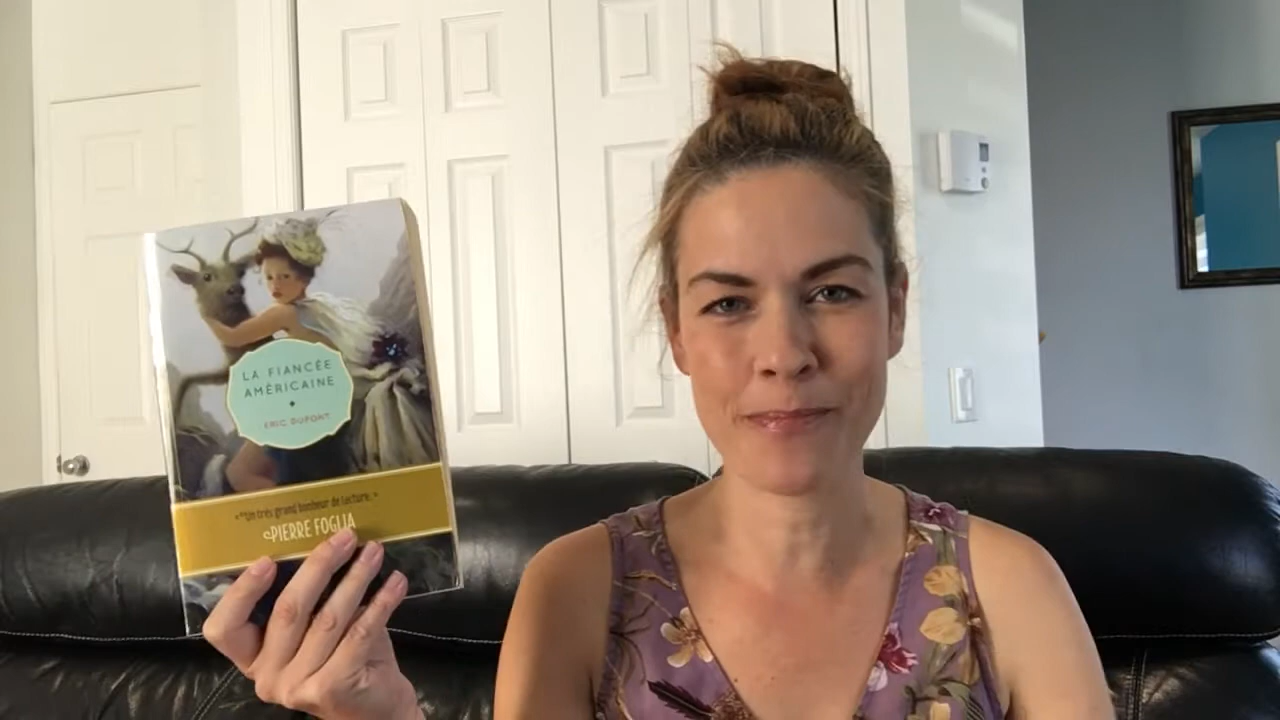 LA FIANCÉE
AMÉRICAINE
ERIC DUPONT
« Un très grand bonheur de lecture. »
PIERRE FOGLIA